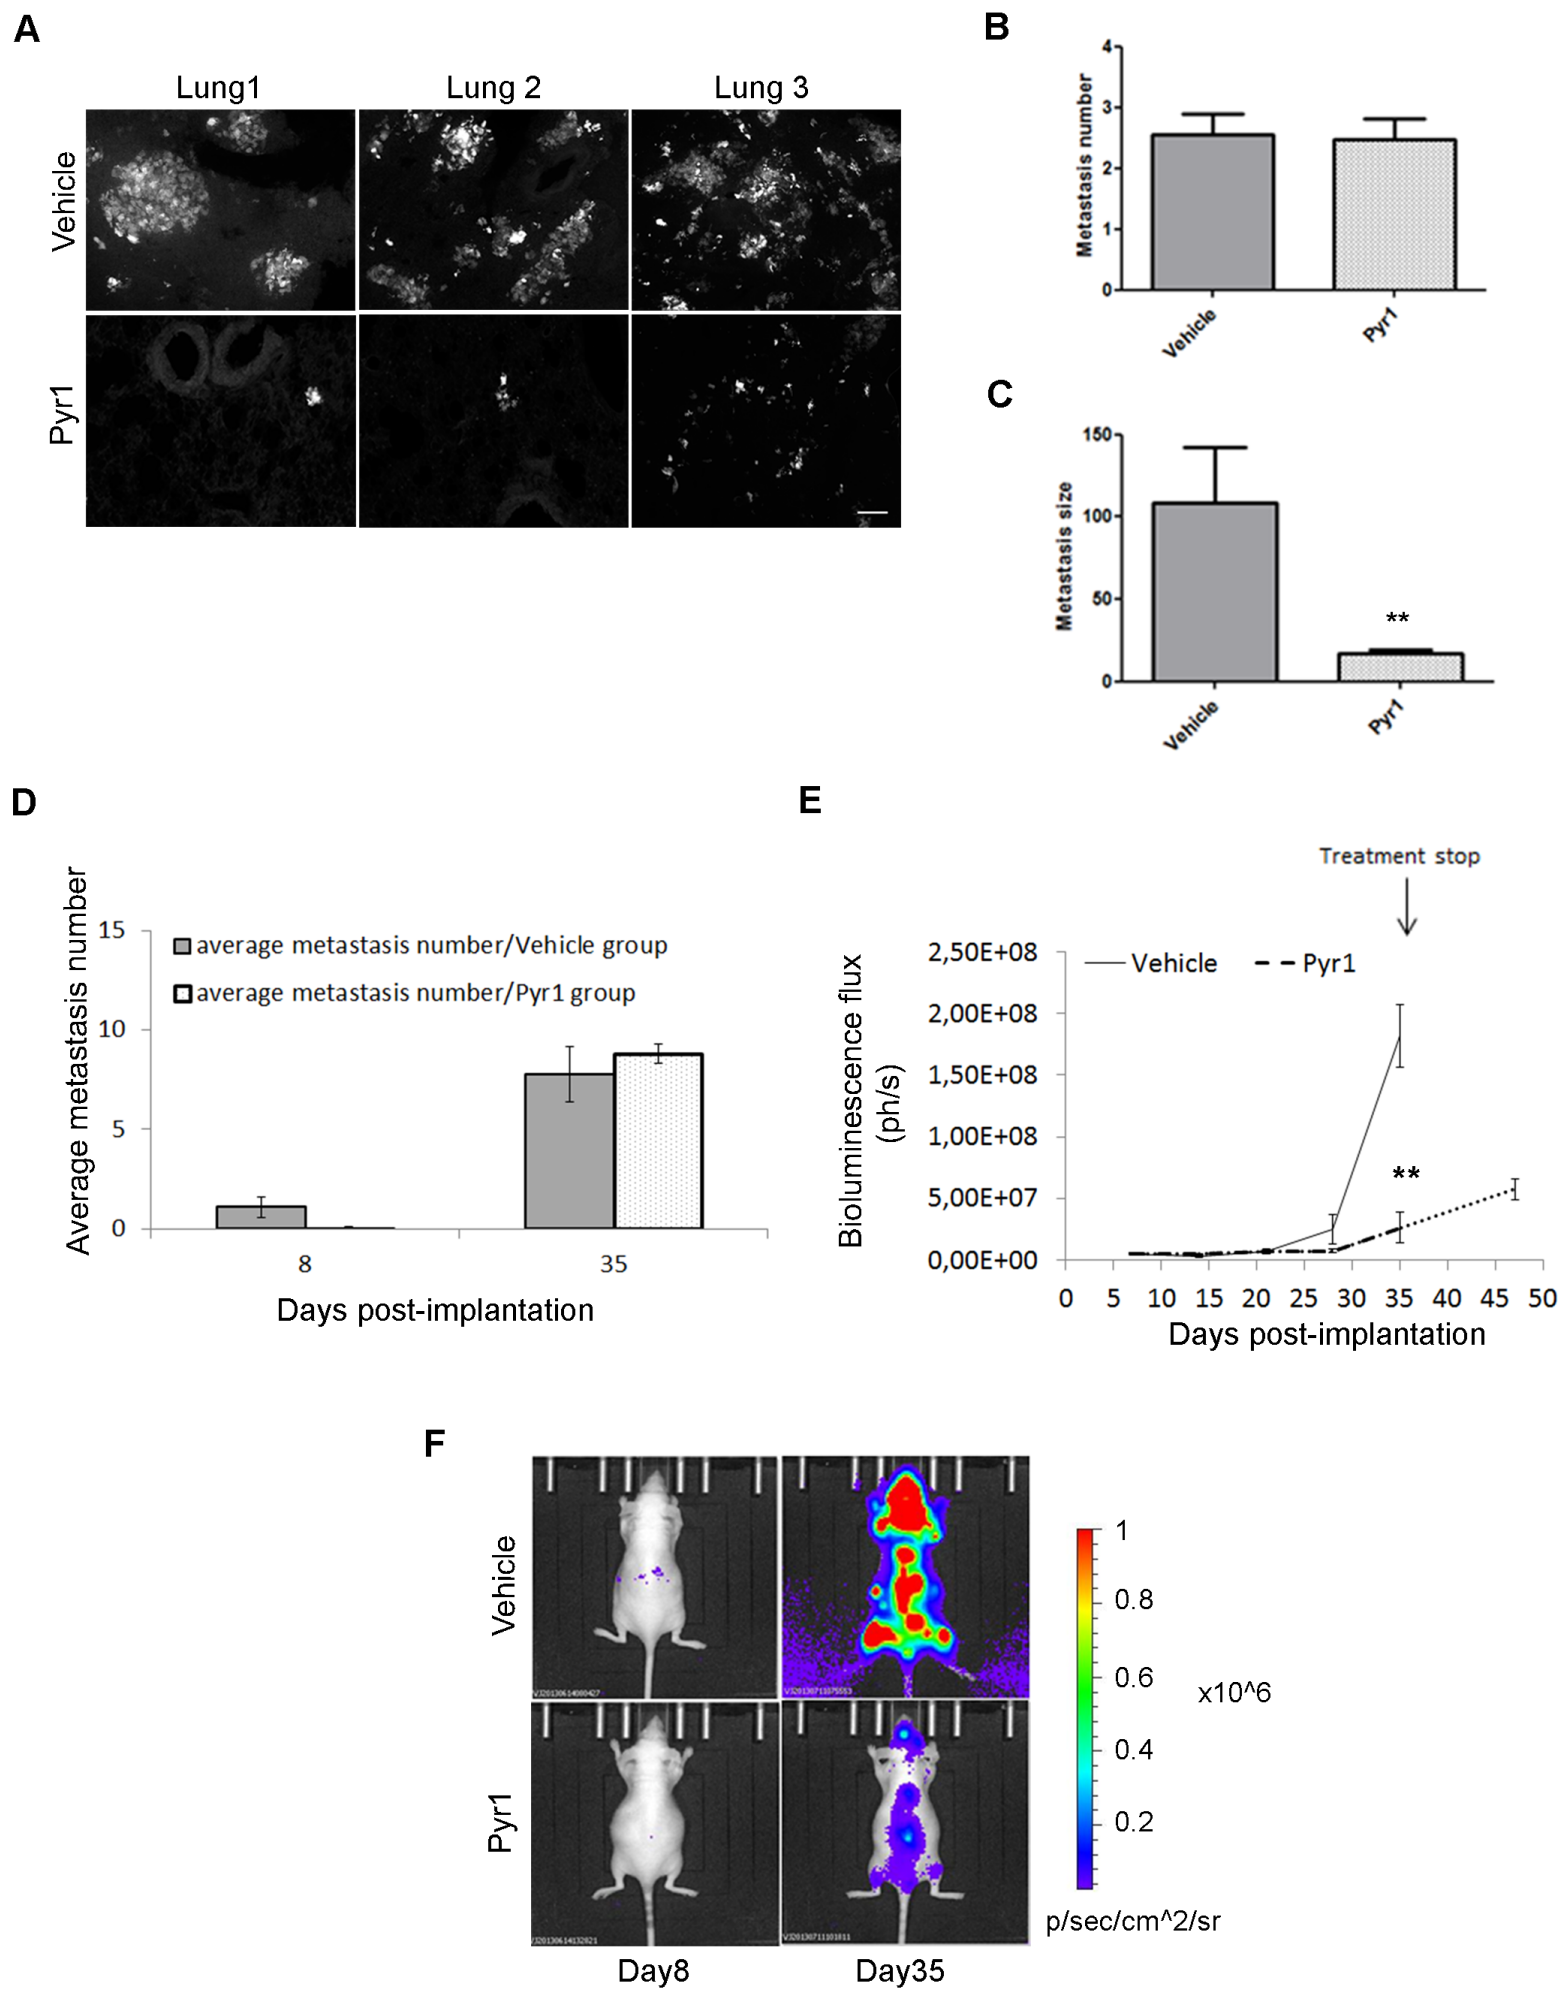 A
Lung1
Lung 2
Lung 3
Vehicle
Pyr1
B
Metastasis number
4
3
2
1
0
Vehicle
Pyr1
C
Metastasis size
150
100
50
0
**
Vehicle
Pyr1
D
Average metastasis number
15
10
5
0
average metastasis number/Vehicle group
average metastasis number/Pyr1 group
8
35
Days post-implantation
E
Treatment stop
Bioluminescence flux
(ph/s)
2,50E+08
2,00E+08
1,50E+08
1,00E+08
5,00E+07
0,00E+00
Vehicle
Pyr1
**
0 5 10 15 20 25 30 35 40 45 50
Days post-implantation
F
Vehicle
Pyr1
Day8
Day35
1
0.8
0.6
0.4
0.2
x10^6
p/sec/cm^2/sr